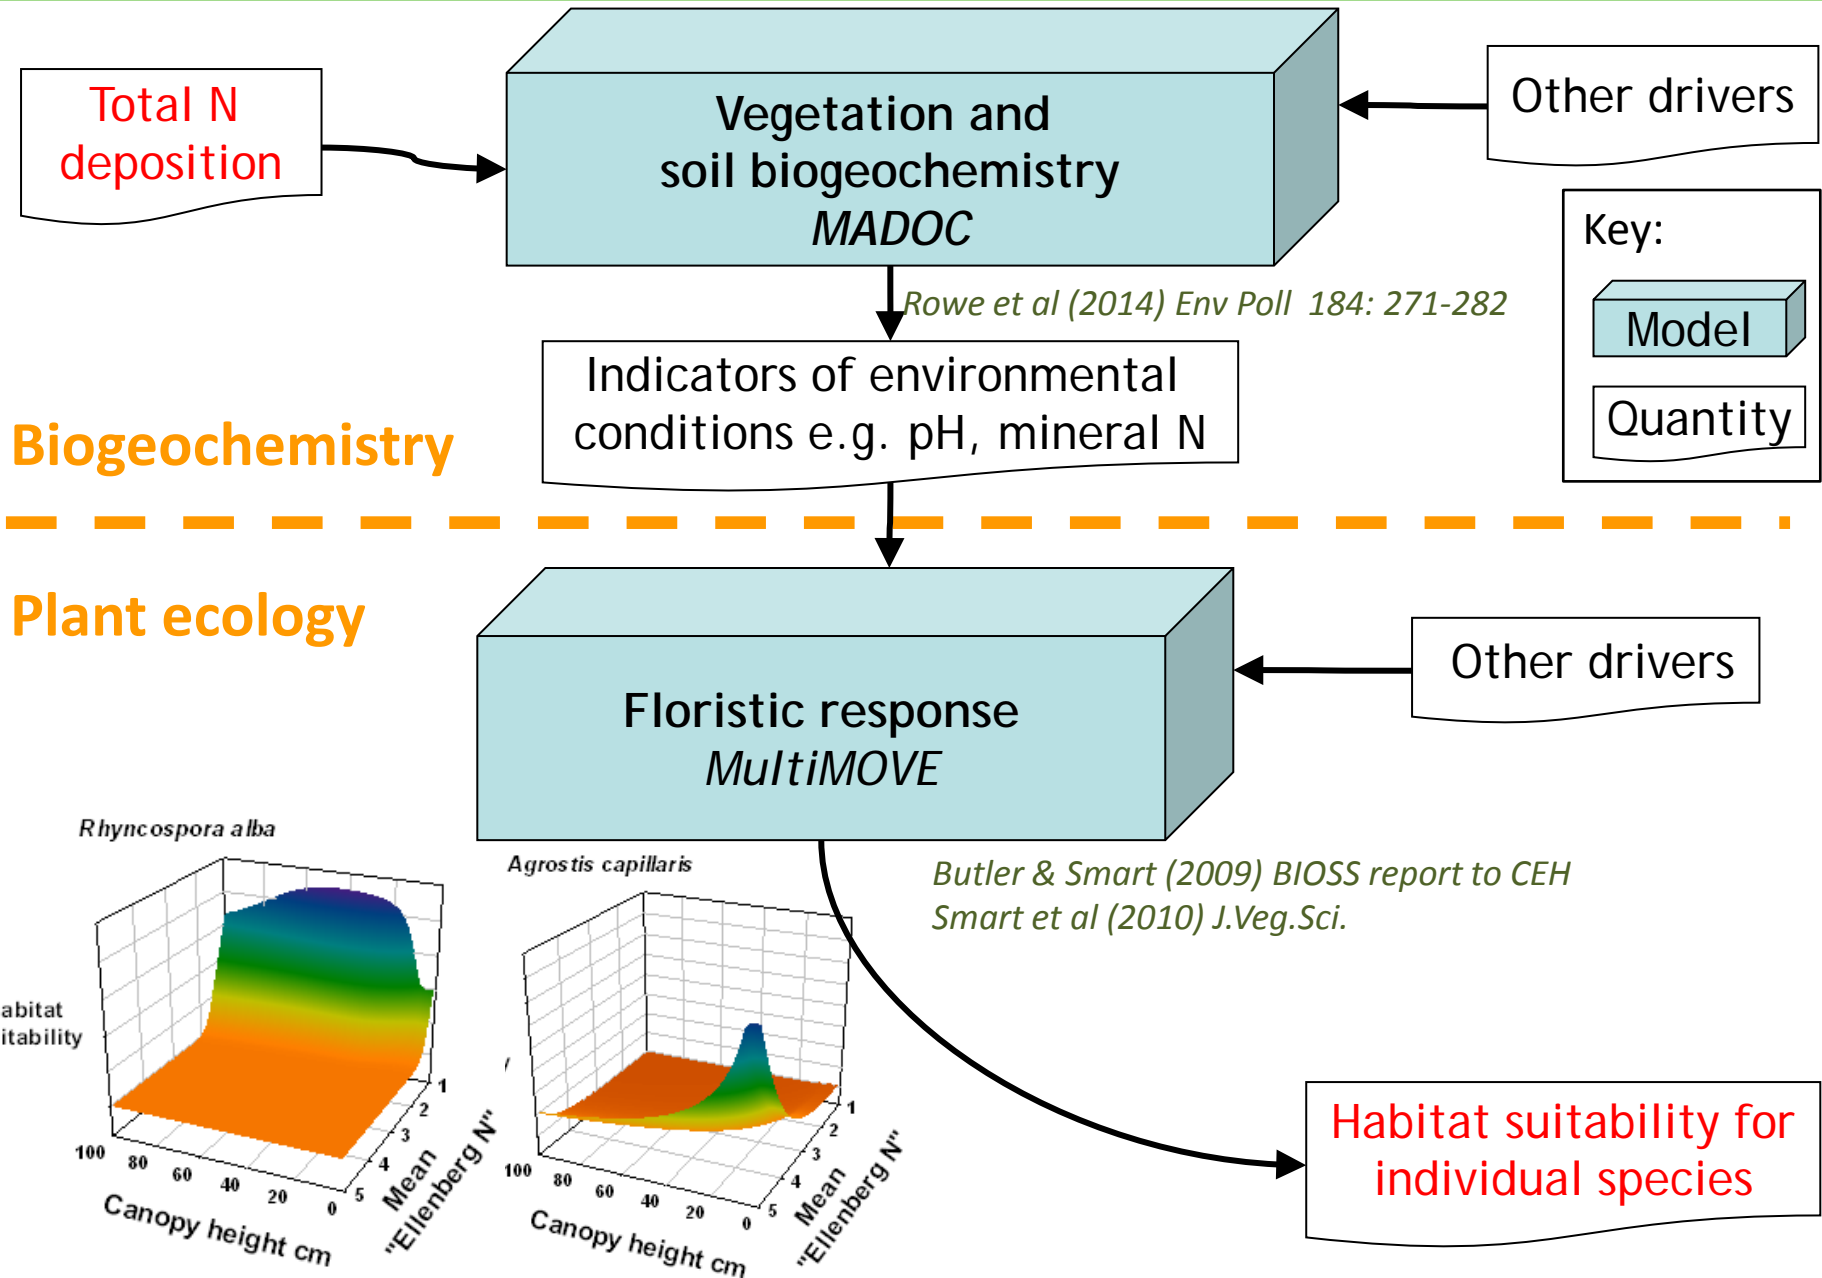 Total N
deposition
Vegetation and
soil biogeochemistry
MADOC
Other drivers
Key:
Model
Quantity
Rowe et al (2014) Env Poll 184: 271-282
Indicators of environmental
conditions e.g. pH, mineral N
Biogeochemistry
Plant ecology
Floristic response
MultiMOVE
Other drivers
Butler & Smart (2009) BIOSS report to CEH
Smart et al (2010) J.Veg.Sci.
Rhyncospora alba
abitat
itability
100
80
60
40
20
0
1
2
3
4
5
Canopy height cm
Mean
"Ellenberg N"
Agrostis capillaris
100
80
60
40
20
0
1
2
3
4
5
Canopy height cm
Mean
"Ellenberg N"
Habitat suitability for
individual species